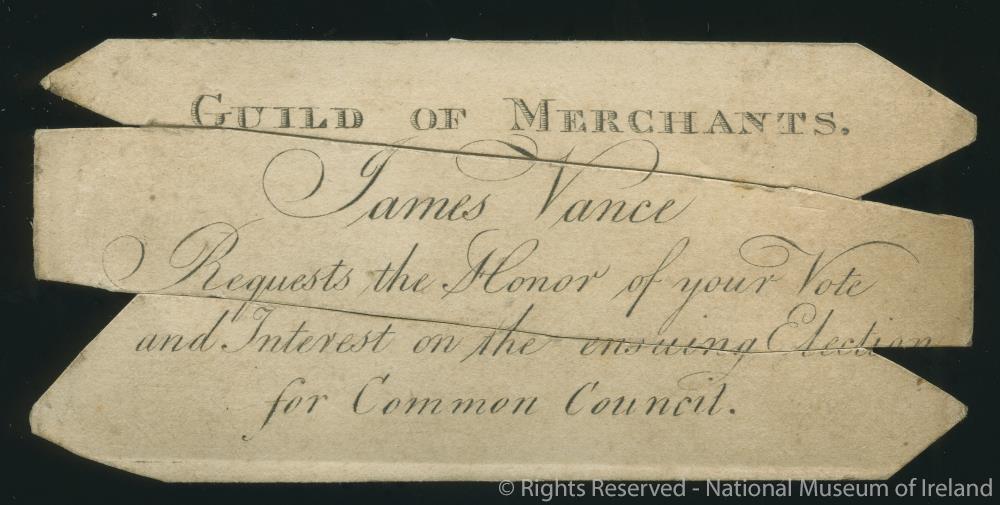 GUILD OF MERCHANTS.
James Vance
Requests the Honor of your Vote
and Interest on the ensuing Election
for Common Council.
© Rights Reserved - National Museum of Ireland